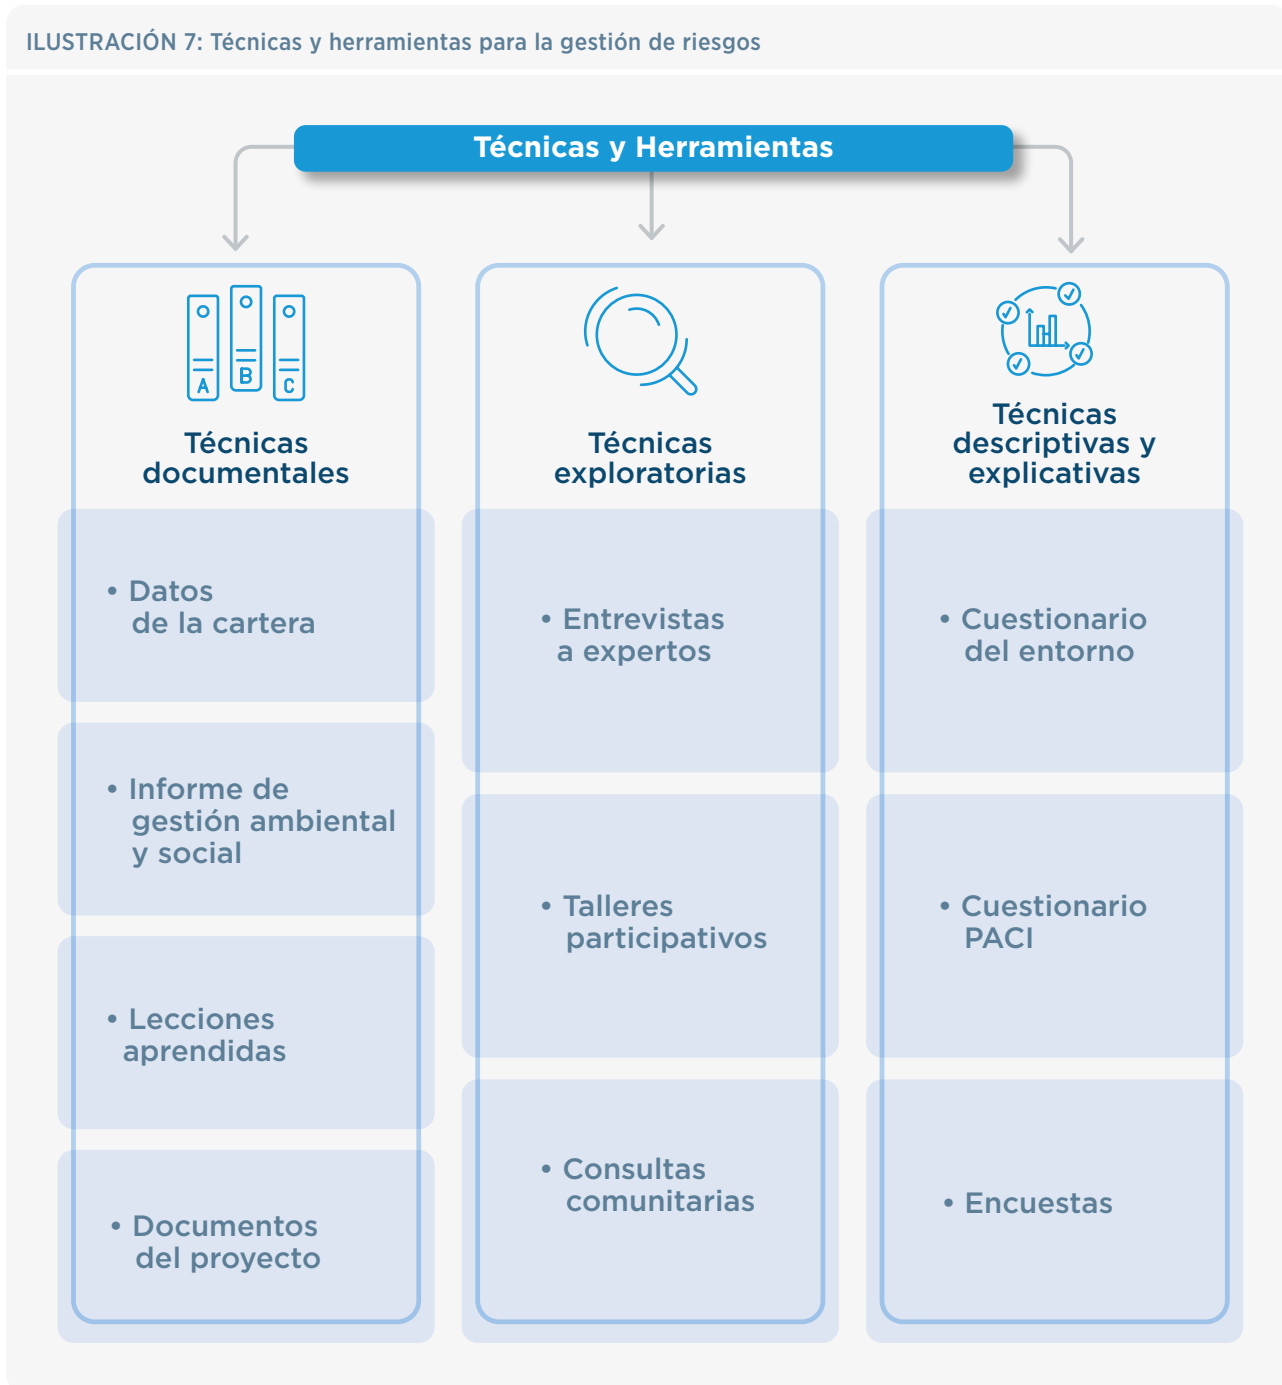 ILUSTRACIÓN 7: Técnicas y herramientas para la gestión de riesgos
Técnicas y Herramientas
A B C
Técnicas
documentales
• Datos
de la cartera
• Informe de
gestión ambiental
y social
• Lecciones
aprendidas
• Documentos
del proyecto
Técnicas
exploratorias
• Entrevistas
a expertos
• Talleres
participativos
• Consultas
comunitarias
Técnicas
descriptivas y
explicativas
• Cuestionario
del entorno
• Cuestionario
PACI
• Encuestas